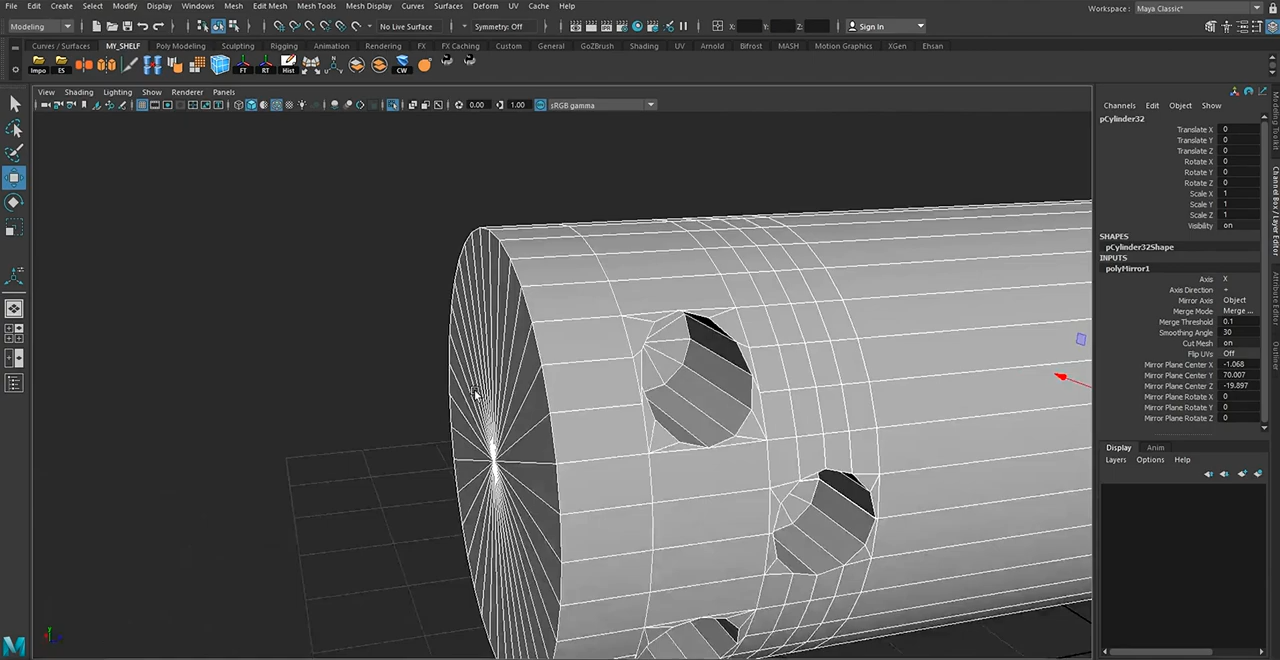 File Edit Create Select Modify Display Windows Mesh Edit Mesh Mesh Tools Mesh Display Curves Surfaces Deform UV Cache Help
Workspace : Maya Classic*
Modeling No Live Surface Symmetry: Off X: Y: Z: Sign In
Curves / Surfaces MY_SHELF Poly Modeling Sculpting Rigging Animation Rendering FX FX Caching Custom General GoZBrush Shading UV Arnold Bifrost MASH Motion Graphics XGen Ehsan
Impo ES FT RT Hist CW
View Shading Lighting Show Renderer Panels
0.00 1.00 sRGB gamma
Channels Edit Object Show
pCylinder32
Translate X 0
Translate Y 0
Translate Z 0
Rotate X 0
Rotate Y 0
Rotate Z 0
Scale X 1
Scale Y 1
Scale Z 1
Visibility on
SHAPES
pCylinder32Shape
INPUTS
polyMirror1
Axis X
Axis Direction +
Mirror Axis Object
Merge Mode Merge ...
Merge Threshold 0.1
Smoothing Angle 30
Cut Mesh on
Flip UVs Off
Mirror Plane Center X -1.068
Mirror Plane Center Y 70.007
Mirror Plane Center Z -19.897
Mirror Plane Rotate X 0
Mirror Plane Rotate Y 0
Mirror Plane Rotate Z 0
Display Anim
Layers Options Help
Modeling Toolkit
Channel Box / Layer Editor
Attribute Editor
Outliner